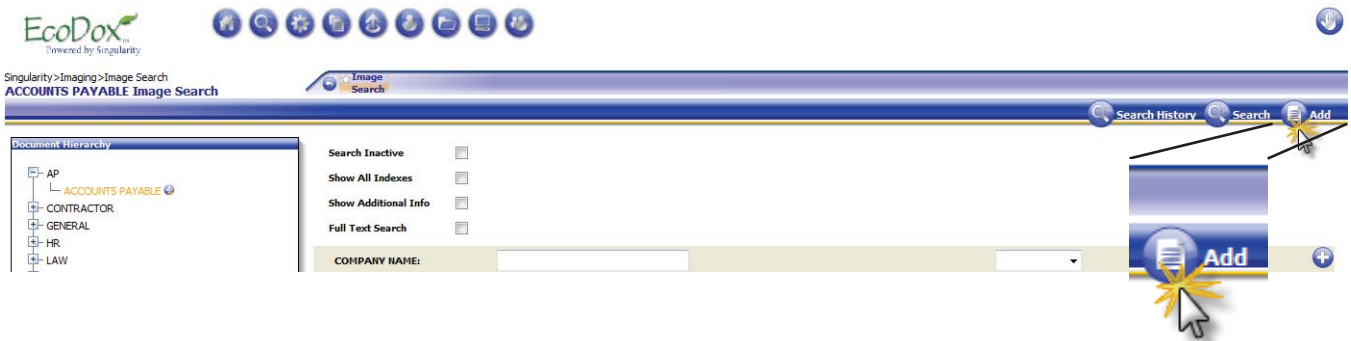 EcoDox
Powered by Singularity
Singularity>Imaging>Image Search
ACCOUNTS PAYABLE Image Search
Image
Search
Search History
Search
Add
Document Hierarchy
AP
ACCOUNTS PAYABLE
CONTRACTOR
GENERAL
HR
LAW
Search Inactive
Show All Indexes
Show Additional Info
Full Text Search
COMPANY NAME:
Add